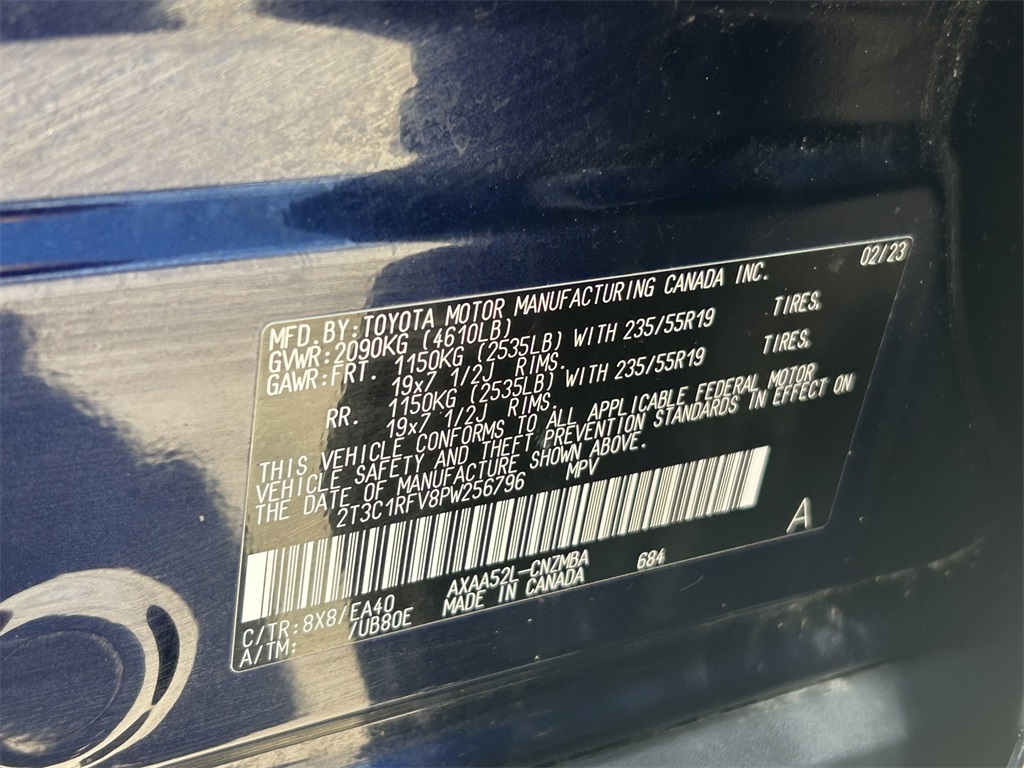 02/23
MFD. BY: TOYOTA MOTOR MANUFACTURING CANADA INC.
GVWR: 2090KG (4610LB)
GAWR: FRT. 1150KG (2535LB) WITH 235/55R19 TIRES,
19x7 1/2J RIMS.
RR. 1150KG (2535LB) WITH 235/55R19 TIRES,
19x7 1/2J RIMS.
THIS VEHICLE CONFORMS TO ALL APPLICABLE FEDERAL MOTOR
VEHICLE SAFETY AND THEFT PREVENTION STANDARDS IN EFFECT ON
THE DATE OF MANUFACTURE SHOWN ABOVE.
2T3C1RFV8PW256796 MPV
A
C/TR: 8X8/EA40 AXAA52L-CNZMBA 684
A/TM: /UB80E MADE IN CANADA